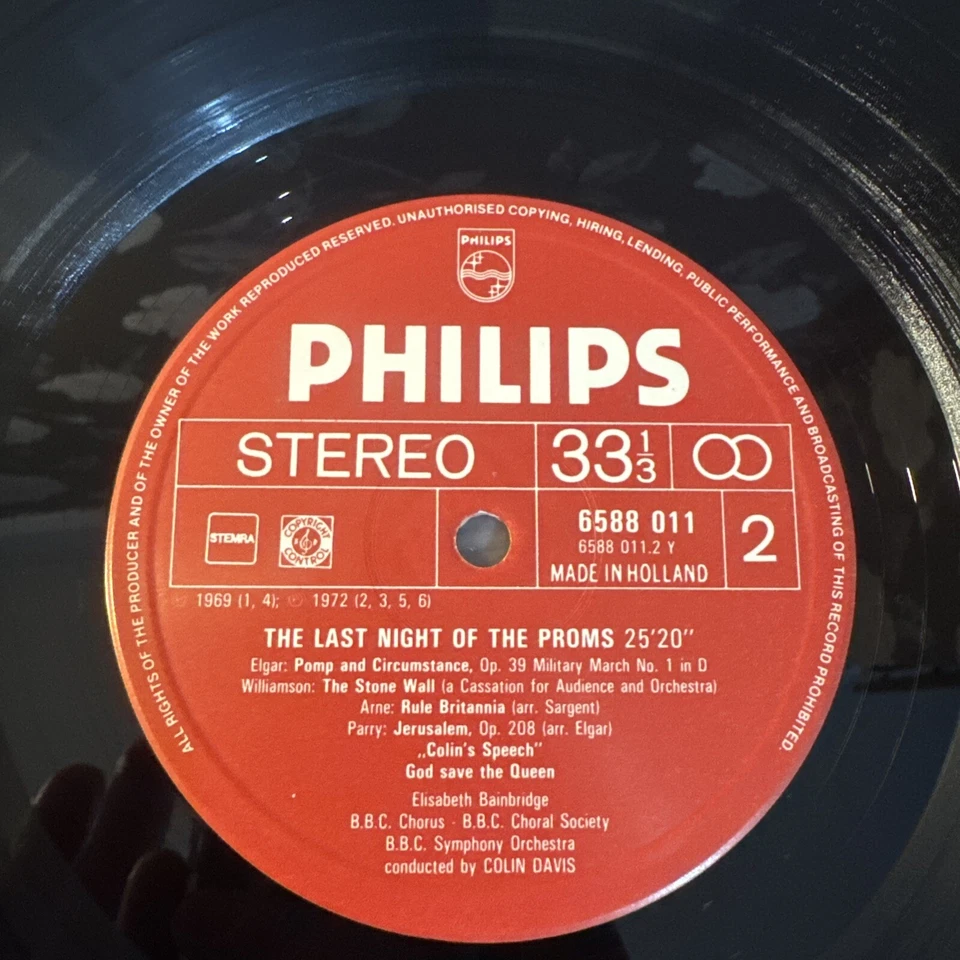 ALL RIGHTS OF THE PRODUCER AND OF THE OWNER OF THE WORK REPRODUCED RESERVED. UNAUTHORISED COPYING, HIRING, LENDING, PUBLIC PERFORMANCE AND BROADCASTING OF THIS RECORD PROHIBITED.
PHILIPS
PHILIPS
STEREO 33 1/3
STEMRA
COPYRIGHT
CONTROL
6588 011
6588 011.2 Y
MADE IN HOLLAND
2
℗ 1969 (1, 4); ℗ 1972 (2, 3, 5, 6)
THE LAST NIGHT OF THE PROMS 25'20"
Elgar: Pomp and Circumstance, Op. 39 Military March No. 1 in D
Williamson: The Stone Wall (a Cassation for Audience and Orchestra)
Arne: Rule Britannia (arr. Sargent)
Parry: Jerusalem, Op. 208 (arr. Elgar)
„Colin's Speech"
God save the Queen
Elisabeth Bainbridge
B.B.C. Chorus - B.B.C. Choral Society
B.B.C. Symphony Orchestra
conducted by COLIN DAVIS